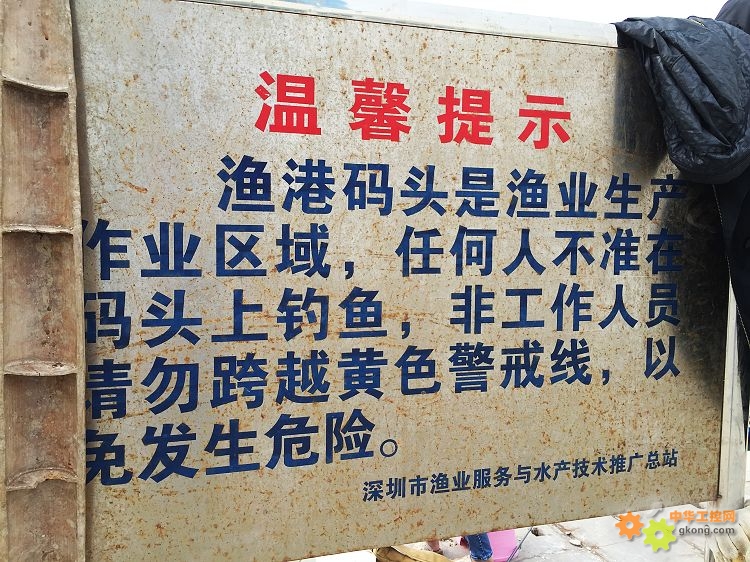 温馨提示
渔港码头是渔业生产
作业区域，任何人不准在
码头上钓鱼，非工作人员
请勿跨越黄色警戒线，以
免发生危险。
深圳市渔业服务与水产技术推广总站
中华工控网
gkong.com